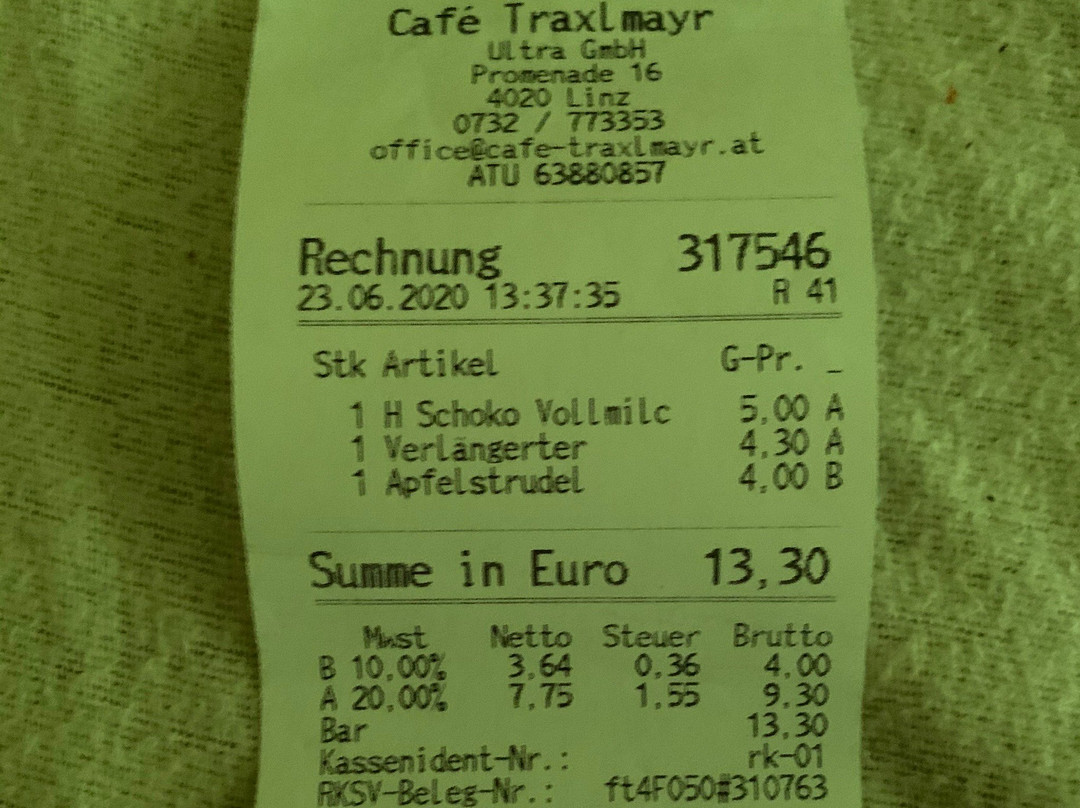 Café Traxlmayr
Ultra GmbH
Promenade 16
4020 Linz
0732 / 773353
office@cafe-traxlmayr.at
ATU 63880857
Rechnung 317546
23.06.2020 13:37:35 R 41
Stk Artikel G-Pr. _
1 H Schoko Vollmilc 5,00 A
1 Verlängerter 4,30 A
1 Apfelstrudel 4,00 B
Summe in Euro 13,30
Mwst Netto Steuer Brutto
B 10,00% 3,64 0,36 4,00
A 20,00% 7,75 1,55 9,30
Bar 13,30
Kassenident-Nr.: rk-01
RKSV-Beleg-Nr.: ft4F050#310763